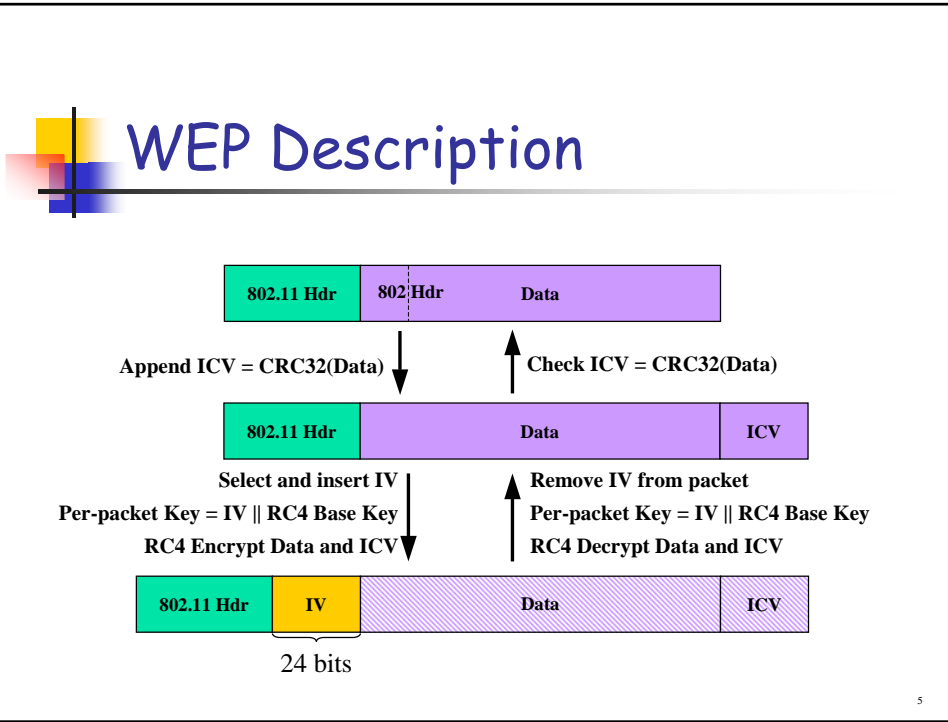 WEP Description
802.11 Hdr 802 Hdr Data
Append ICV = CRC32(Data) Check ICV = CRC32(Data)
802.11 Hdr Data ICV
Select and insert IV Remove IV from packet
Per-packet Key = IV || RC4 Base Key Per-packet Key = IV || RC4 Base Key
RC4 Encrypt Data and ICV RC4 Decrypt Data and ICV
802.11 Hdr IV Data ICV
24 bits
5